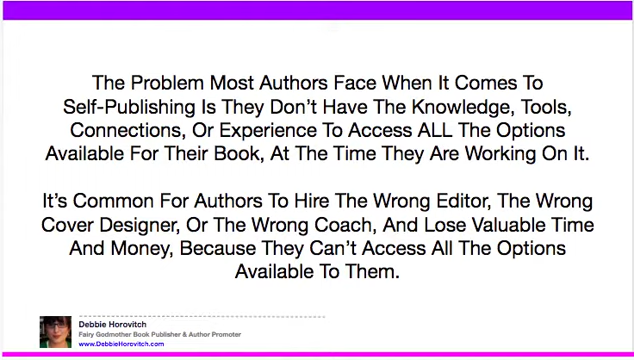 The Problem Most Authors Face When It Comes To
Self-Publishing Is They Don't Have The Knowledge, Tools,
Connections, Or Experience To Access ALL The Options
Available For Their Book, At The Time They Are Working On It.
It's Common For Authors To Hire The Wrong Editor, The Wrong
Cover Designer, Or The Wrong Coach, And Lose Valuable Time
And Money, Because They Can't Access All The Options
Available To Them.
Debbie Horovitch
Fairy Godmother Book Publisher & Author Promoter
www.DebbieHorovitch.com